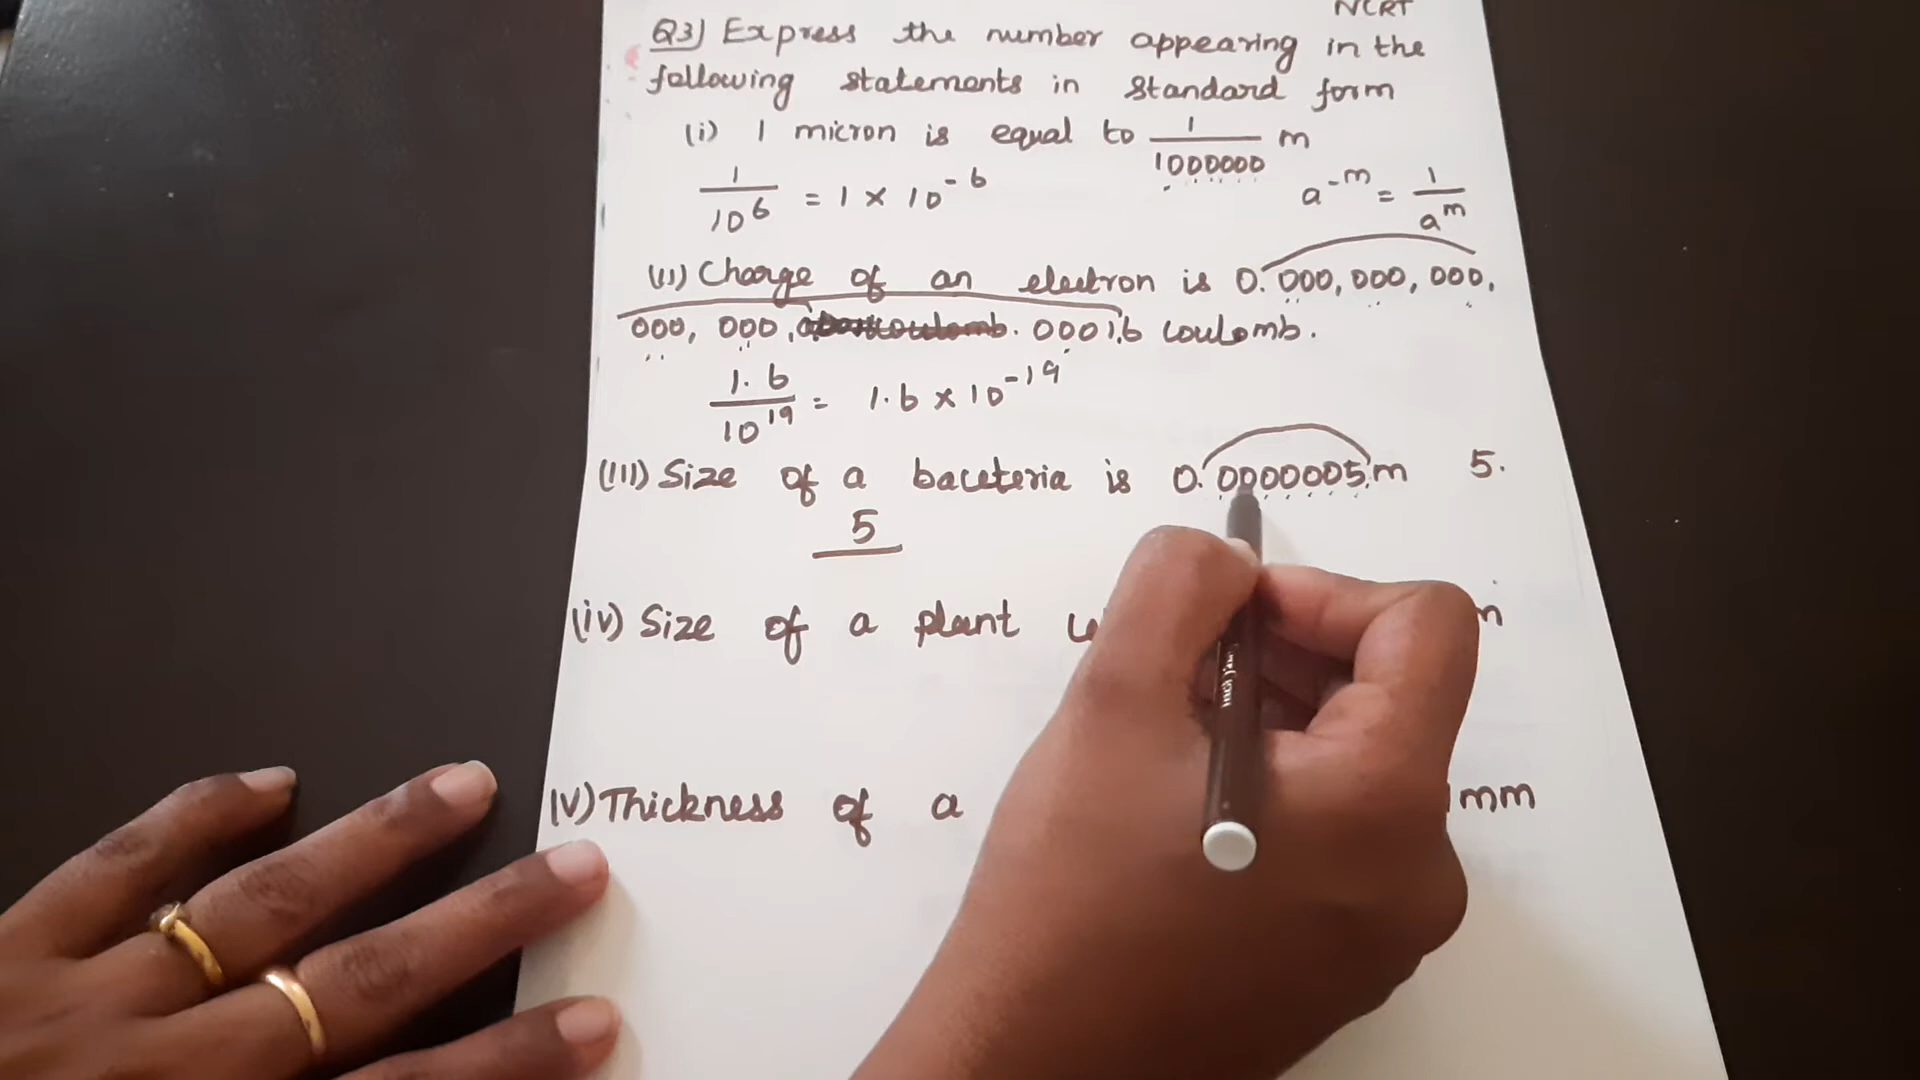 NCRT
Q3) Express the number appearing in the
following statements in standard form
(i) 1 micron is equal to 1/1000000 m
1/10^6 = 1 × 10^-6 a^-m = 1/a^m
(ii) Charge of an electron is 0.000,000,000,
000, 000, 0001.6 coulomb.
1.6/10^19 = 1.6 × 10^-19
(iii) Size of a baceteria is 0.0000005 m 5.
5
(iv) Size of a plant
(V) Thickness of a mm